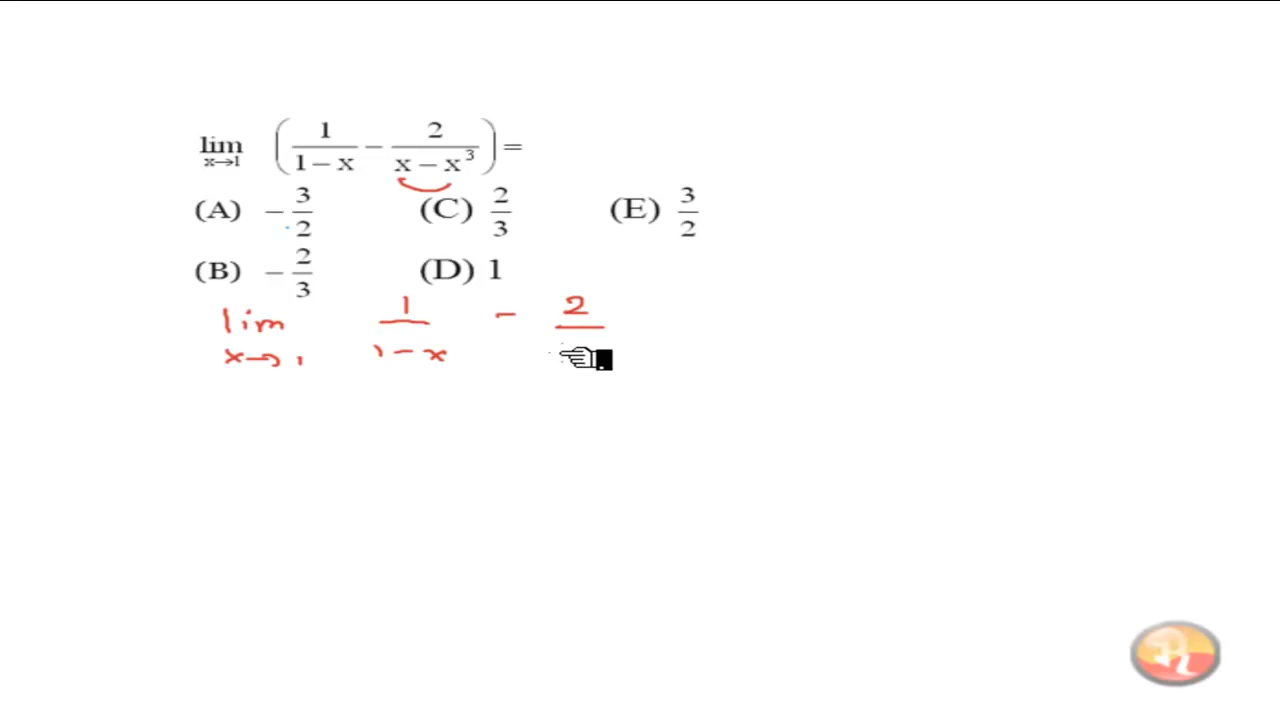 lim x→1 (1/(1−x) − 2/(x−x³)) =
(A) −3/2 (C) 2/3 (E) 3/2
(B) −2/3 (D) 1
lim x→1 1/(1−x) − 2